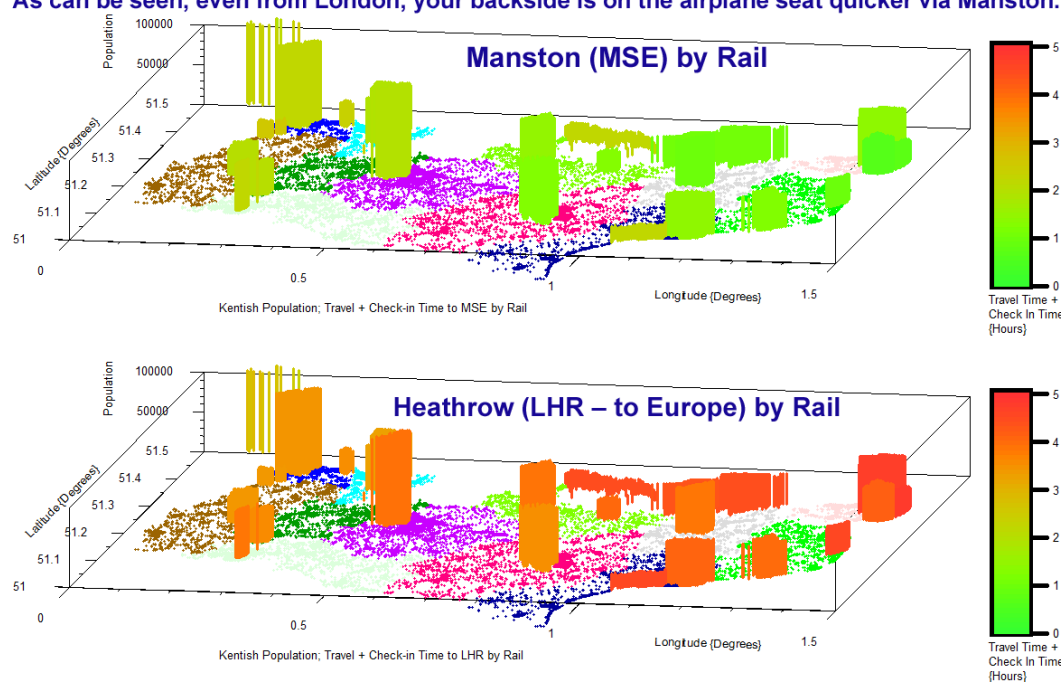 As can be seen, even from London, your backside is on the airplane seat quicker via Manston.
Manston (MSE) by Rail
Population
100000
50000
51.5
51.4
51.3
51.2
51.1
51
Latitude {Degrees}
0
0.5
1
1.5
Longitude {Degrees}
Kentish Population; Travel + Check-in Time to MSE by Rail
5
4
3
2
1
0
Travel Time +
Check In Time
{Hours}
Heathrow (LHR – to Europe) by Rail
Population
100000
50000
51.5
51.4
51.3
51.2
51.1
51
Latitude {Degrees}
0
0.5
1
1.5
Longitude {Degrees}
Kentish Population; Travel + Check-in Time to LHR by Rail
5
4
3
2
1
0
Travel Time +
Check In Time
{Hours}